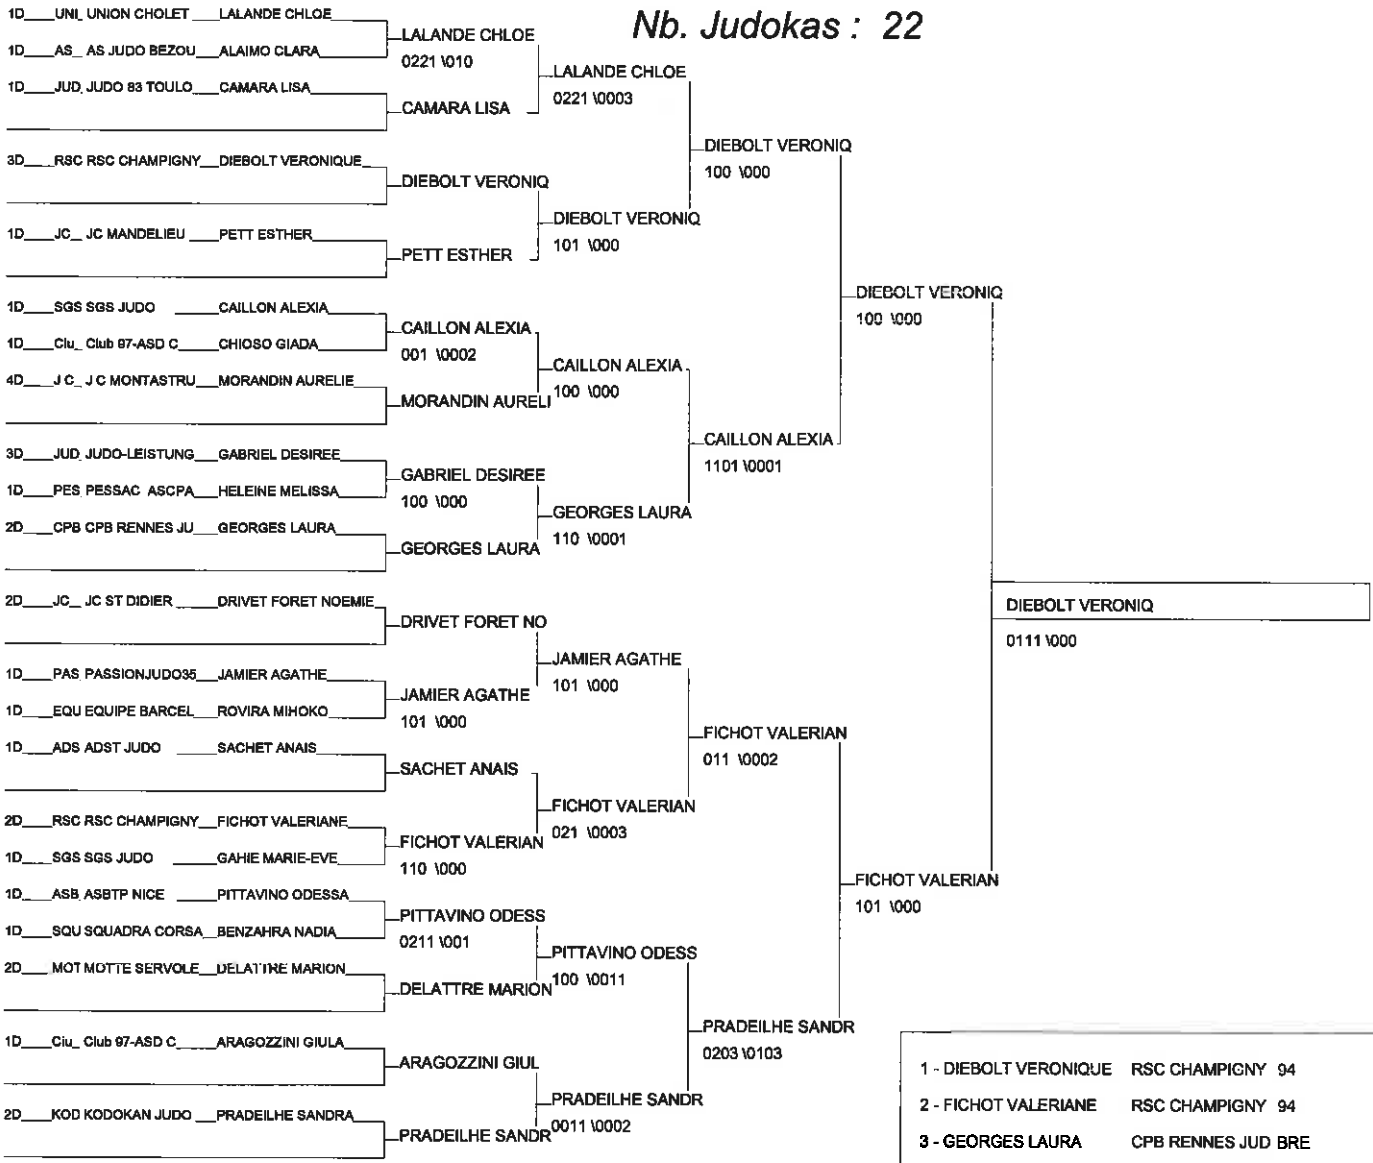 Nb. Judokas : 22
1D UNI UNION CHOLET LALANDE CHLOE
1D AS_ AS JUDO BEZOU ALAIMO CLARA
1D JUD JUDO 83 TOULO CAMARA LISA
3D RSC RSC CHAMPIGNY DIEBOLT VERONIQUE
1D JC_ JC MANDELIEU PETT ESTHER
1D SGS SGS JUDO CAILLON ALEXIA
1D Clu_ Club 97-ASD C CHIOSO GIADA
4D J C_ J C MONTASTRU MORANDIN AURELIE
3D JUD JUDO-LEISTUNG GABRIEL DESIREE
1D PES PESSAC ASCPA HELEINE MELISSA
2D CPB CPB RENNES JU GEORGES LAURA
2D JC_ JC ST DIDIER DRIVET FORET NOEMIE
1D PAS PASSIONJUDO35 JAMIER AGATHE
1D EQU EQUIPE BARCEL ROVIRA MIHOKO
1D ADS ADST JUDO SACHET ANAIS
2D RSC RSC CHAMPIGNY FICHOT VALERIANE
1D SGS SGS JUDO GAHIE MARIE-EVE
1D ASB ASBTP NICE PITTAVINO ODESSA
1D SQU SQUADRA CORSA BENZAHRA NADIA
2D MOT MOTTE SERVOLE DELATTRE MARION
1D Clu_ Club 97-ASD C ARAGOZZINI GIULA
2D KOD KODOKAN JUDO PRADEILHE SANDRA
LALANDE CHLOE
0221 \010
CAMARA LISA
DIEBOLT VERONIQ
PETT ESTHER
CAILLON ALEXIA
001 \0002
MORANDIN AURELI
GABRIEL DESIREE
100 \000
GEORGES LAURA
DRIVET FORET NO
JAMIER AGATHE
101 \000
SACHET ANAIS
FICHOT VALERIAN
110 \000
PITTAVINO ODESS
0211 \001
DELATTRE MARION
ARAGOZZINI GIUL
PRADEILHE SANDR
LALANDE CHLOE
0221 \0003
DIEBOLT VERONIQ
101 \000
CAILLON ALEXIA
100 \000
GEORGES LAURA
110 \0001
JAMIER AGATHE
101 \000
FICHOT VALERIAN
021 \0003
PITTAVINO ODESS
100 \0011
PRADEILHE SANDR
0011 \0002
DIEBOLT VERONIQ
100 \000
CAILLON ALEXIA
1101 \0001
FICHOT VALERIAN
011 \0002
PRADEILHE SANDR
0203 \0103
DIEBOLT VERONIQ
100 \000
FICHOT VALERIAN
101 \000
DIEBOLT VERONIQ
0111 \000
1 - DIEBOLT VERONIQUE RSC CHAMPIGNY 94
2 - FICHOT VALERIANE RSC CHAMPIGNY 94
3 - GEORGES LAURA CPB RENNES JUD BRE